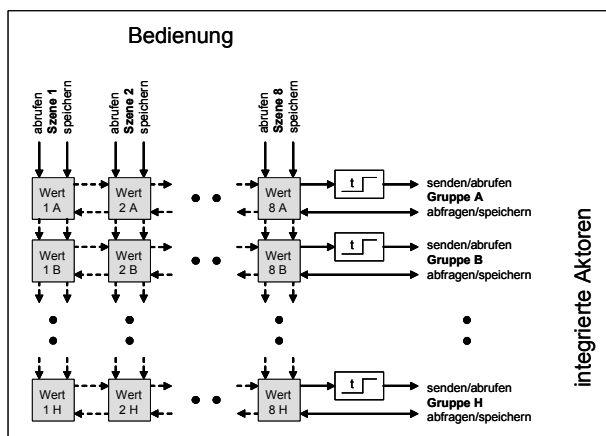 Bedienung
abrufen
Szene 1
speichern
abrufen
Szene 2
speichern
abrufen
Szene 8
speichern
Wert
1 A
Wert
2 A
Wert
8 A
t
senden/abrufen
Gruppe A
abfragen/speichern
Wert
1 B
Wert
2 B
Wert
8 B
t
senden/abrufen
Gruppe B
abfragen/speichern
Wert
1 H
Wert
2 H
Wert
8 H
t
senden/abrufen
Gruppe H
abfragen/speichern
integrierte Aktoren